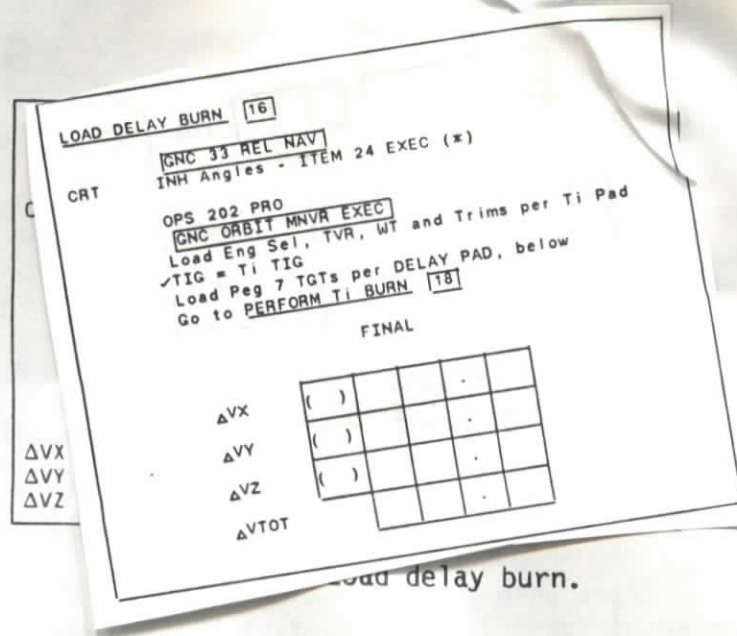 LOAD DELAY BURN 16
GNC 33 REL NAV
CRT INH Angles - ITEM 24 EXEC (*)
OPS 202 PRO
GNC ORBIT MNVR EXEC
Load Eng Sel, TVR, WT and Trims per Ti Pad
✓TIG = Ti TIG
Load Peg 7 TGTs per DELAY PAD, below
Go to PERFORM Ti BURN 18
FINAL
ΔVX ( ) .
ΔVY ( ) .
ΔVZ ( ) .
ΔVTOT .
C
ΔVX
ΔVY
ΔVZ
delay burn.